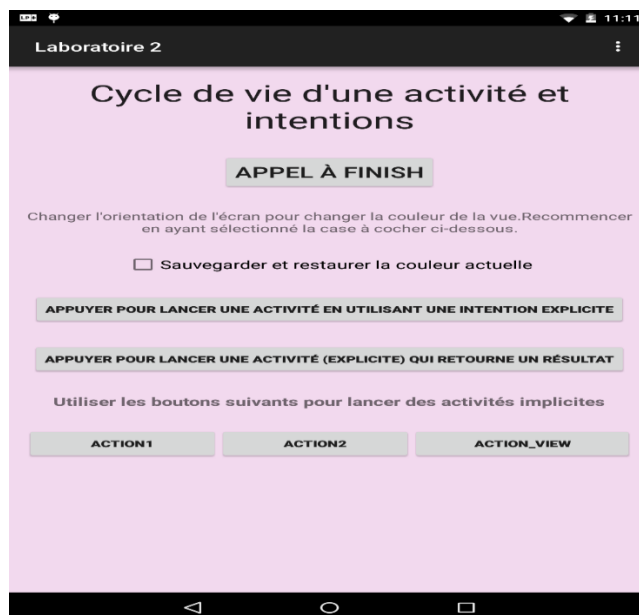 11:11
Laboratoire 2
Cycle de vie d'une activité et
intentions
APPEL À FINISH
Changer l'orientation de l'écran pour changer la couleur de la vue.Recommencer
en ayant sélectionné la case à cocher ci-dessous.
Sauvegarder et restaurer la couleur actuelle
APPUYER POUR LANCER UNE ACTIVITÉ EN UTILISANT UNE INTENTION EXPLICITE
APPUYER POUR LANCER UNE ACTIVITÉ (EXPLICITE) QUI RETOURNE UN RÉSULTAT
Utiliser les boutons suivants pour lancer des activités implicites
ACTION1 ACTION2 ACTION_VIEW